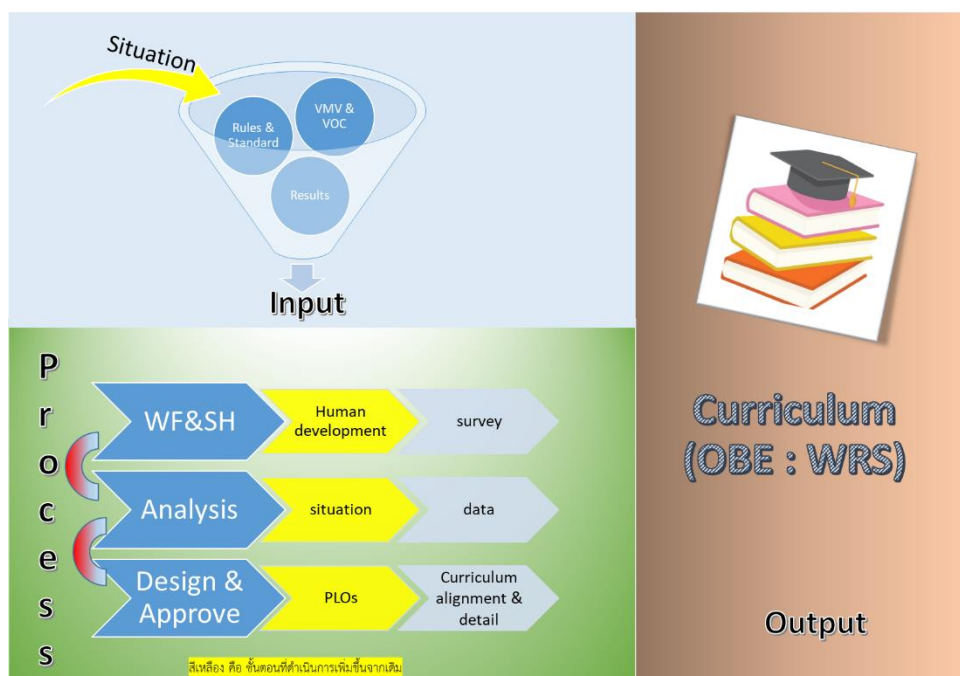 Situation
Rules &
Standard
VMV &
VOC
Results
Input
Process
WF&SH
Human
development
survey
Analysis
situation
data
Design &
Approve
PLOs
Curriculum
alignment &
detail
สีเหลือง คือ ขั้นตอนที่ดำเนินการเพิ่มขึ้นจากเดิม
Curriculum
(OBE : WRS)
Output